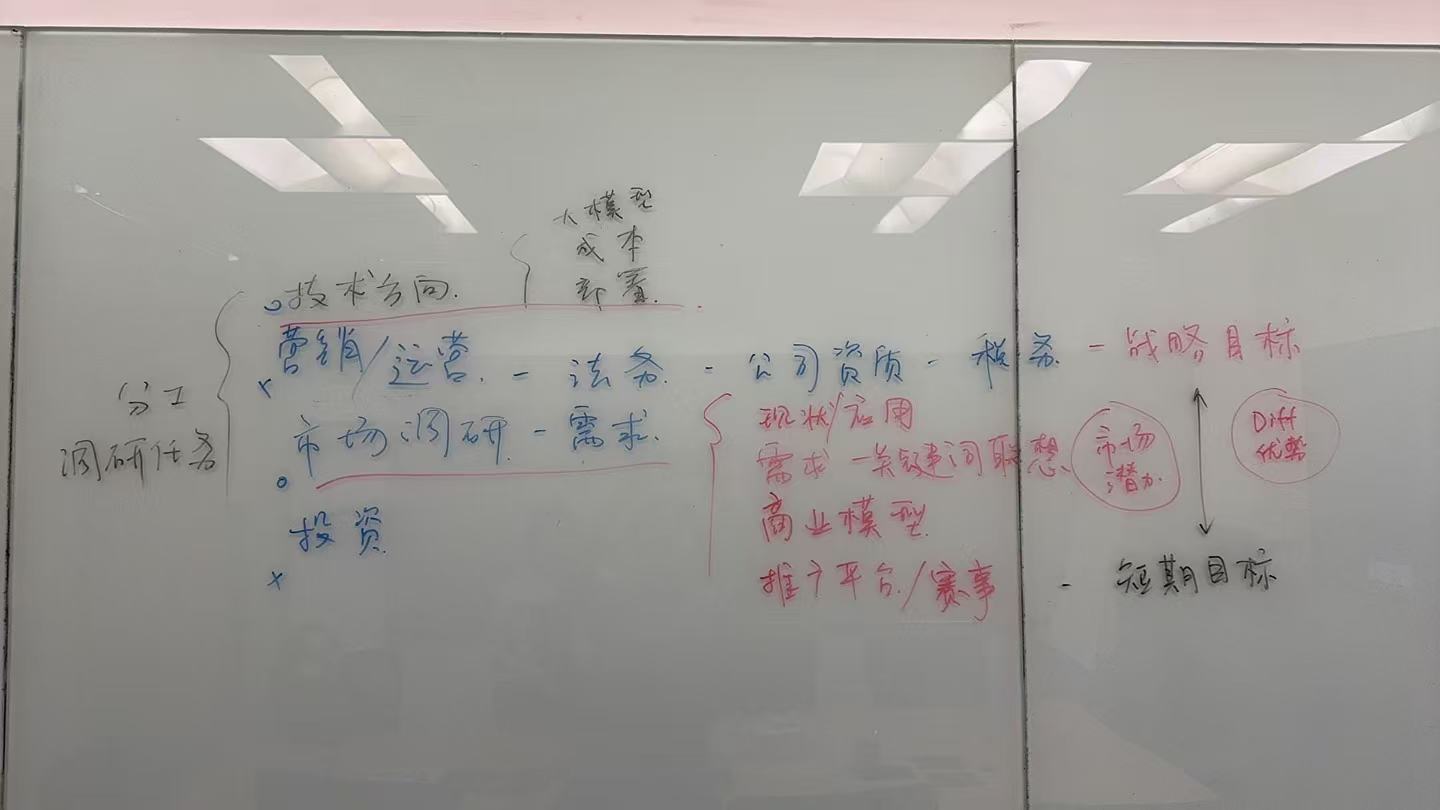 分工
调研任务
技术方向.
大模型
成本
部署.
营销/运营. - 法务. - 公司资质 - 税务. - 战略目标
市场调研 - 需求.
现状/应用
需求 - 关键词联想
商业模型
推广平台/赛事 - 短期目标
市场
潜力.
Diff
优势
投资